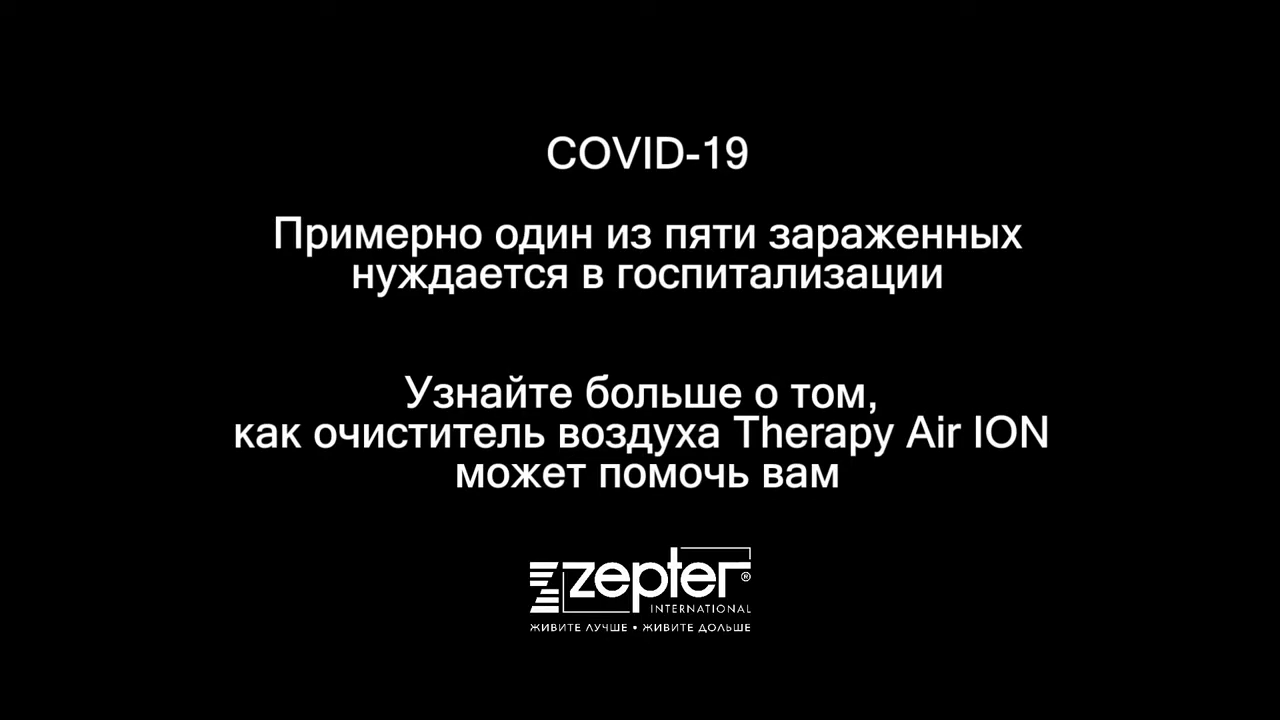 COVID-19
Примерно один из пяти зараженных
нуждается в госпитализации
Узнайте больше о том,
как очиститель воздуха Therapy Air ION
может помочь вам
zepter®
INTERNATIONAL
ЖИВИТЕ ЛУЧШЕ • ЖИВИТЕ ДОЛЬШЕ